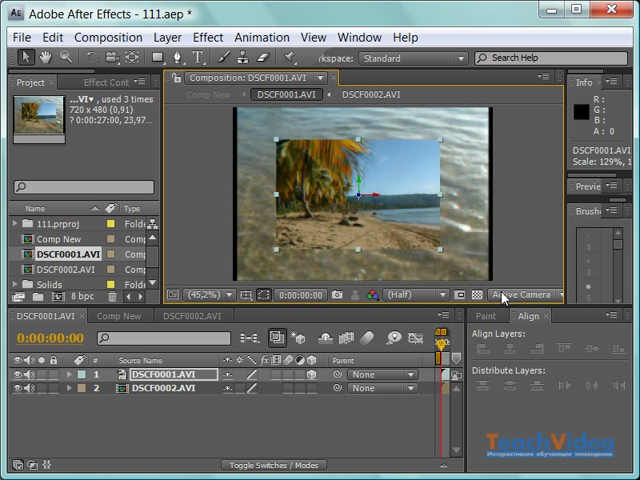 Adobe After Effects - 111.aep *
File Edit Composition Layer Effect Animation View Window Help
rkspace: Standard Search Help
Project Effect Cont
Composition: DSCF0001.AVI
Info
Comp New DSCF0001.AVI DSCF0002.AVI
...VI▾, used 3 times
720 x 480 (0,91)
Δ 0:00:27:00, 23,97...
R :
G :
B :
A : 0
DSCF0001.AVI
Scale: 129%, 1
Previe
Brushe
Name Type
111.prproj Folde
Comp New Comp
DSCF0001.AVI Comp
DSCF0002.AVI Comp
Solids Folde
8 bpc
(45,2%) 0:00:00:00 (Half) Active Camera
DSCF0001.AVI Comp New DSCF0002.AVI
Paint Align
0:00:00:00
Align Layers:
# Source Name Parent
1 DSCF0001.AVI None
2 DSCF0002.AVI None
Distribute Layers:
TeachVideo
Интерактивное обучающее телевидение
Toggle Switches / Modes